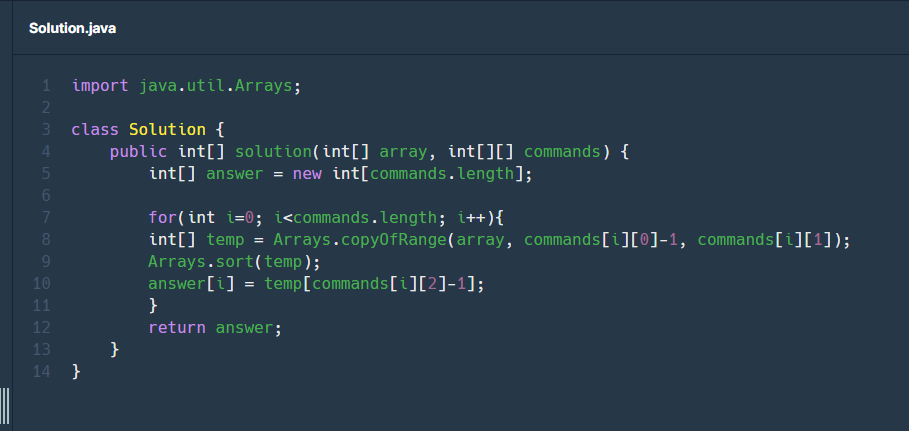 Solution.java
1 import java.util.Arrays;
2
3 class Solution {
4     public int[] solution(int[] array, int[][] commands) {
5         int[] answer = new int[commands.length];
6
7         for(int i=0; i<commands.length; i++){
8         int[] temp = Arrays.copyOfRange(array, commands[i][0]-1, commands[i][1]);
9         Arrays.sort(temp);
10         answer[i] = temp[commands[i][2]-1];
11         }
12         return answer;
13     }
14 }